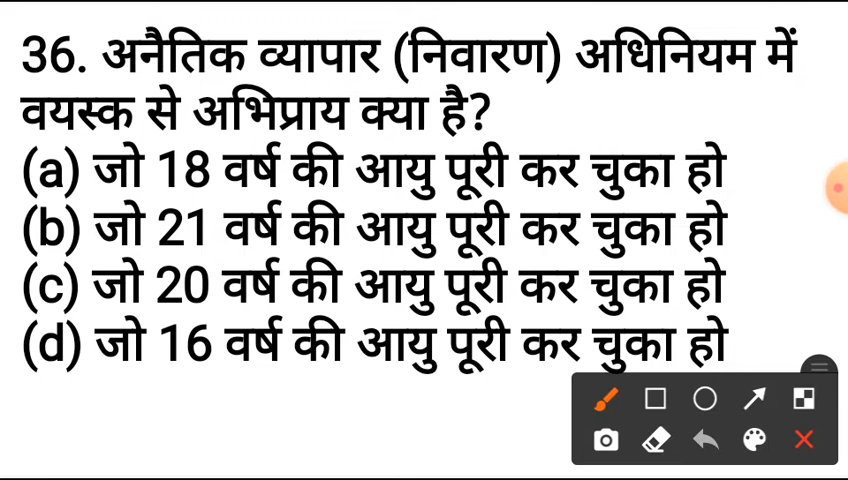 36. अनैतिक व्यापार (निवारण) अधिनियम में
वयस्क से अभिप्राय क्या है?
(a) जो 18 वर्ष की आयु पूरी कर चुका हो
(b) जो 21 वर्ष की आयु पूरी कर चुका हो
(c) जो 20 वर्ष की आयु पूरी कर चुका हो
(d) जो 16 वर्ष की आयु पूरी कर चुका हो